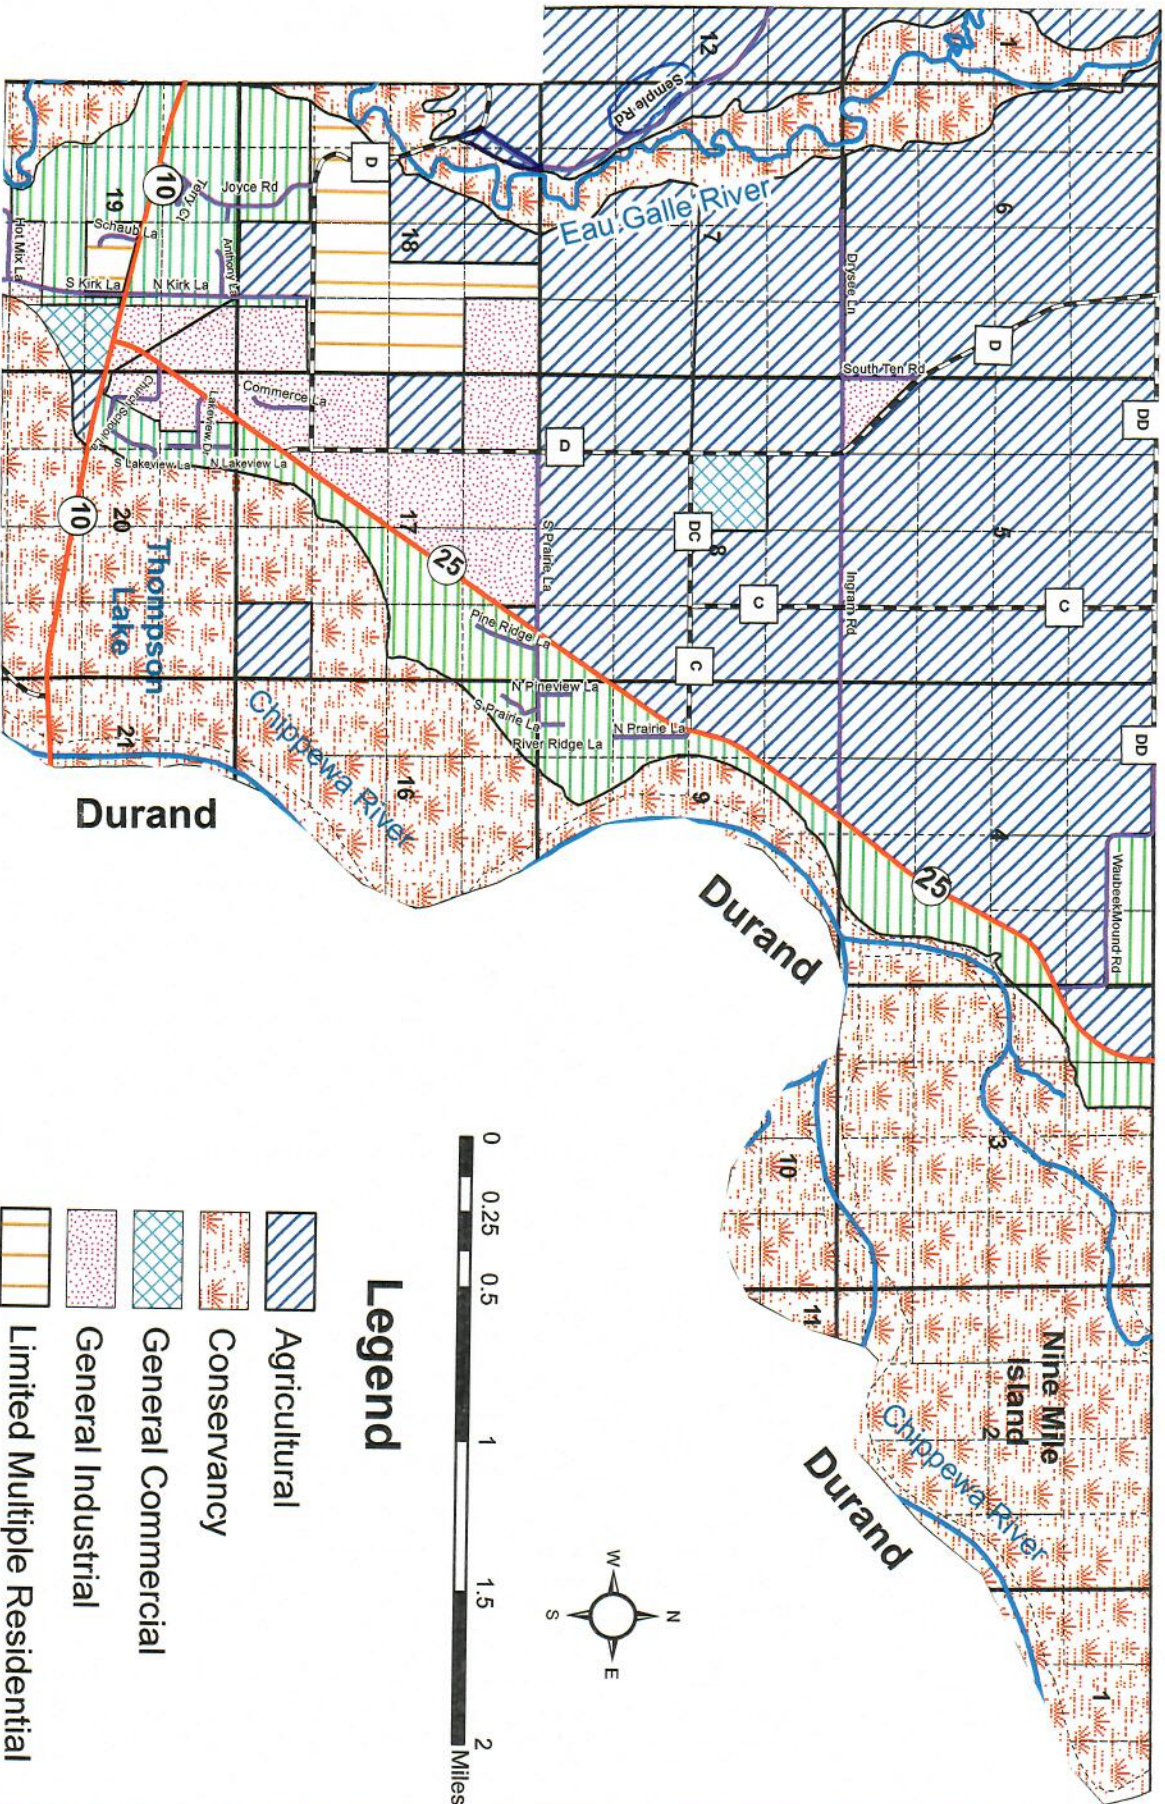 1
6
5
4
3
2
1
12
7
8
9
10
11
18
17
16
19
20
21
Sample Rd
Eau Galle River
Drysee Ln
South Ten Rd
Ingram Rd
Waubeek Mound Rd
D
D
D
DD
DD
DC
C
C
C
10
10
25
25
Joyce Rd
Terry Ct
Schaub La
Anthony La
Hot Mix La
S Kirk La
N Kirk La
Commerce La
Church School La
Lakeview Dr
S Lakeview La
N Lakeview La
S Prairie La
Pine Ridge La
N Pineview La
S Prairie La
River Ridge La
N Prairie La
Thompson
Lake
Chippewa River
Durand
Durand
Durand
Nine Mile
Island
Chippewa River
0
0.25
0.5
1
1.5
2
Miles
N
W
E
S
Legend
Agricultural
Conservancy
General Commercial
General Industrial
Limited Multiple Residential